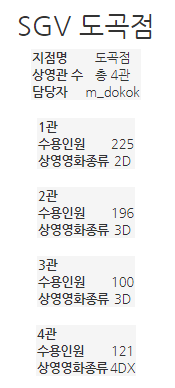 SGV 도곡점
지점명 도곡점
상영관 수 총 4관
담당자 m_dokok
1관
수용인원 225
상영영화종류 2D
2관
수용인원 196
상영영화종류 3D
3관
수용인원 100
상영영화종류 3D
4관
수용인원 121
상영영화종류 4DX